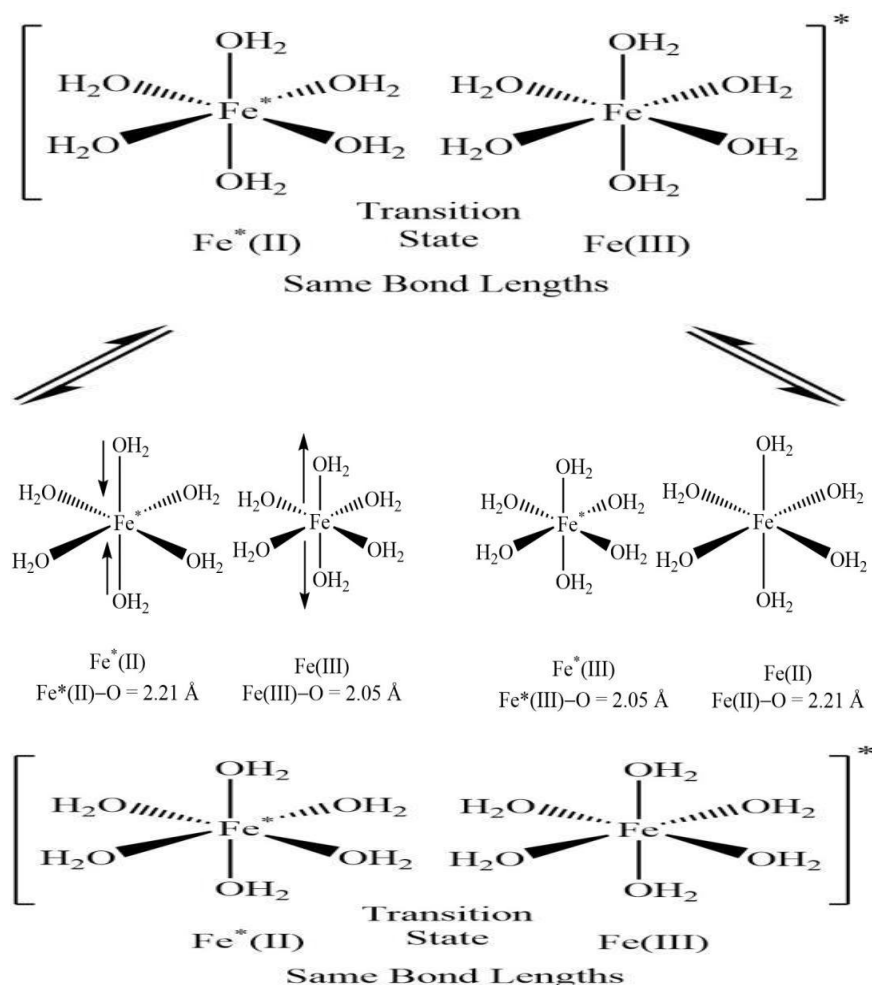 *
OH₂ OH₂
H₂O OH₂ H₂O OH₂
Fe* Fe
H₂O OH₂ H₂O OH₂
OH₂ OH₂
Transition
State
Fe*(II) Fe(III)
Same Bond Lengths
OH₂ OH₂ OH₂ OH₂
H₂O OH₂ H₂O OH₂ H₂O OH₂ H₂O OH₂
Fe* Fe Fe* Fe
H₂O OH₂ H₂O OH₂ H₂O OH₂ H₂O OH₂
OH₂ OH₂ OH₂ OH₂
Fe*(II) Fe(III) Fe*(III) Fe(II)
Fe*(II)–O = 2.21 Å Fe(III)–O = 2.05 Å Fe*(III)–O = 2.05 Å Fe(II)–O = 2.21 Å
*
OH₂ OH₂
H₂O OH₂ H₂O OH₂
Fe* Fe
H₂O OH₂ H₂O OH₂
OH₂ OH₂
Transition
State
Fe*(II) Fe(III)
Same Bond Lengths